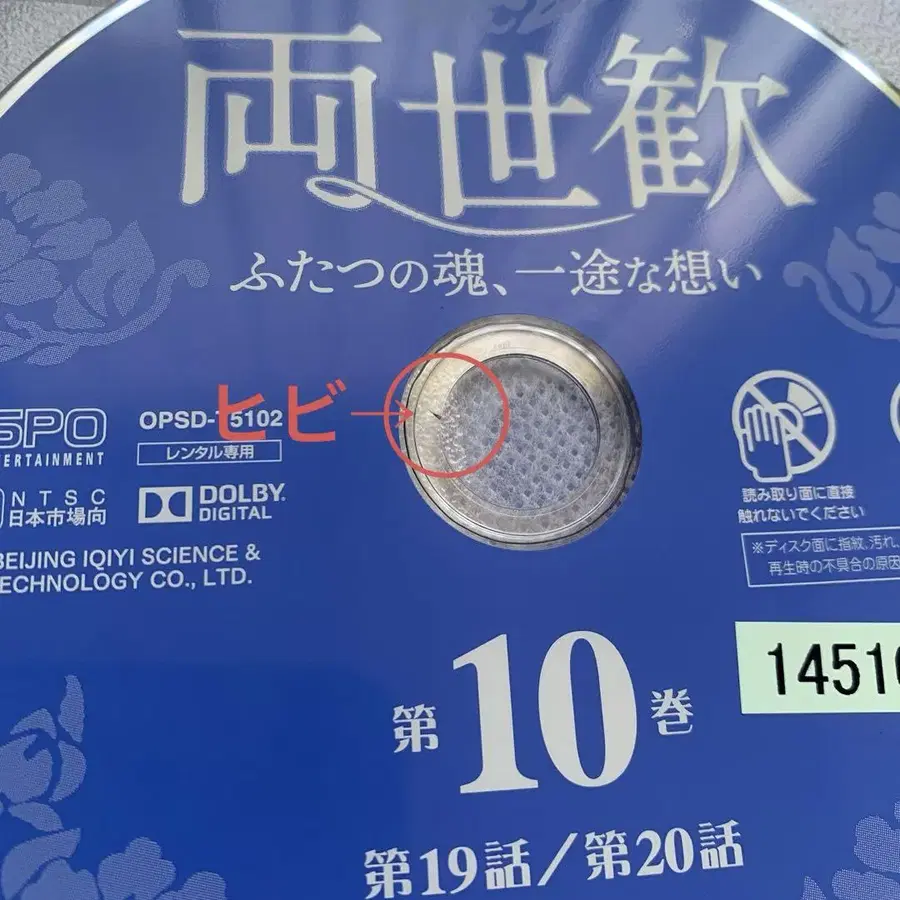 両世歓
ふたつの魂、一途な想い
SPO
ERTAINMENT
OPSD-T5102
レンタル専用
ヒビ
NTSC
日本市場向
DOLBY
DIGITAL
BEIJING IQIYI SCIENCE &
ECHNOLOGY CO., LTD.
読み取り面に直接
触れないでください
※ディスク面に指紋、汚れ、
再生時の不具合の原因
1451
第10巻
第19話/第20話